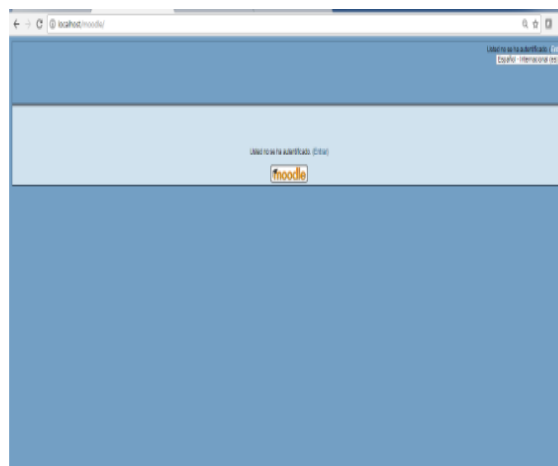 localhost/moodle/
Usted no se ha autentificado. (
Español - Internacional (es)
Usted no se ha autentificado. (Entrar)
moodle